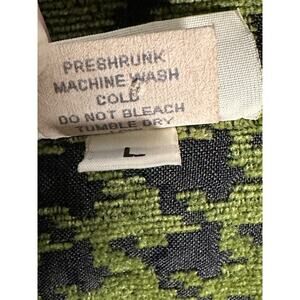 PRESHRUNK
MACHINE WASH
COLD
DO NOT BLEACH
TUMBLE DRY
L